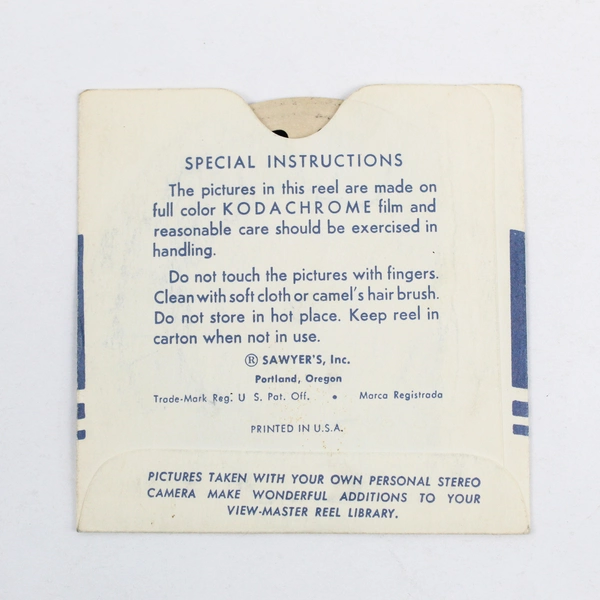 SPECIAL INSTRUCTIONS
The pictures in this reel are made on
full color KODACHROME film and
reasonable care should be exercised in
handling.
Do not touch the pictures with fingers.
Clean with soft cloth or camel's hair brush.
Do not store in hot place. Keep reel in
carton when not in use.
® SAWYER'S, Inc.
Portland, Oregon
Trade-Mark Reg. U. S. Pat. Off. • Marca Registrada
PRINTED IN U.S.A.
PICTURES TAKEN WITH YOUR OWN PERSONAL STEREO
CAMERA MAKE WONDERFUL ADDITIONS TO YOUR
VIEW-MASTER REEL LIBRARY.